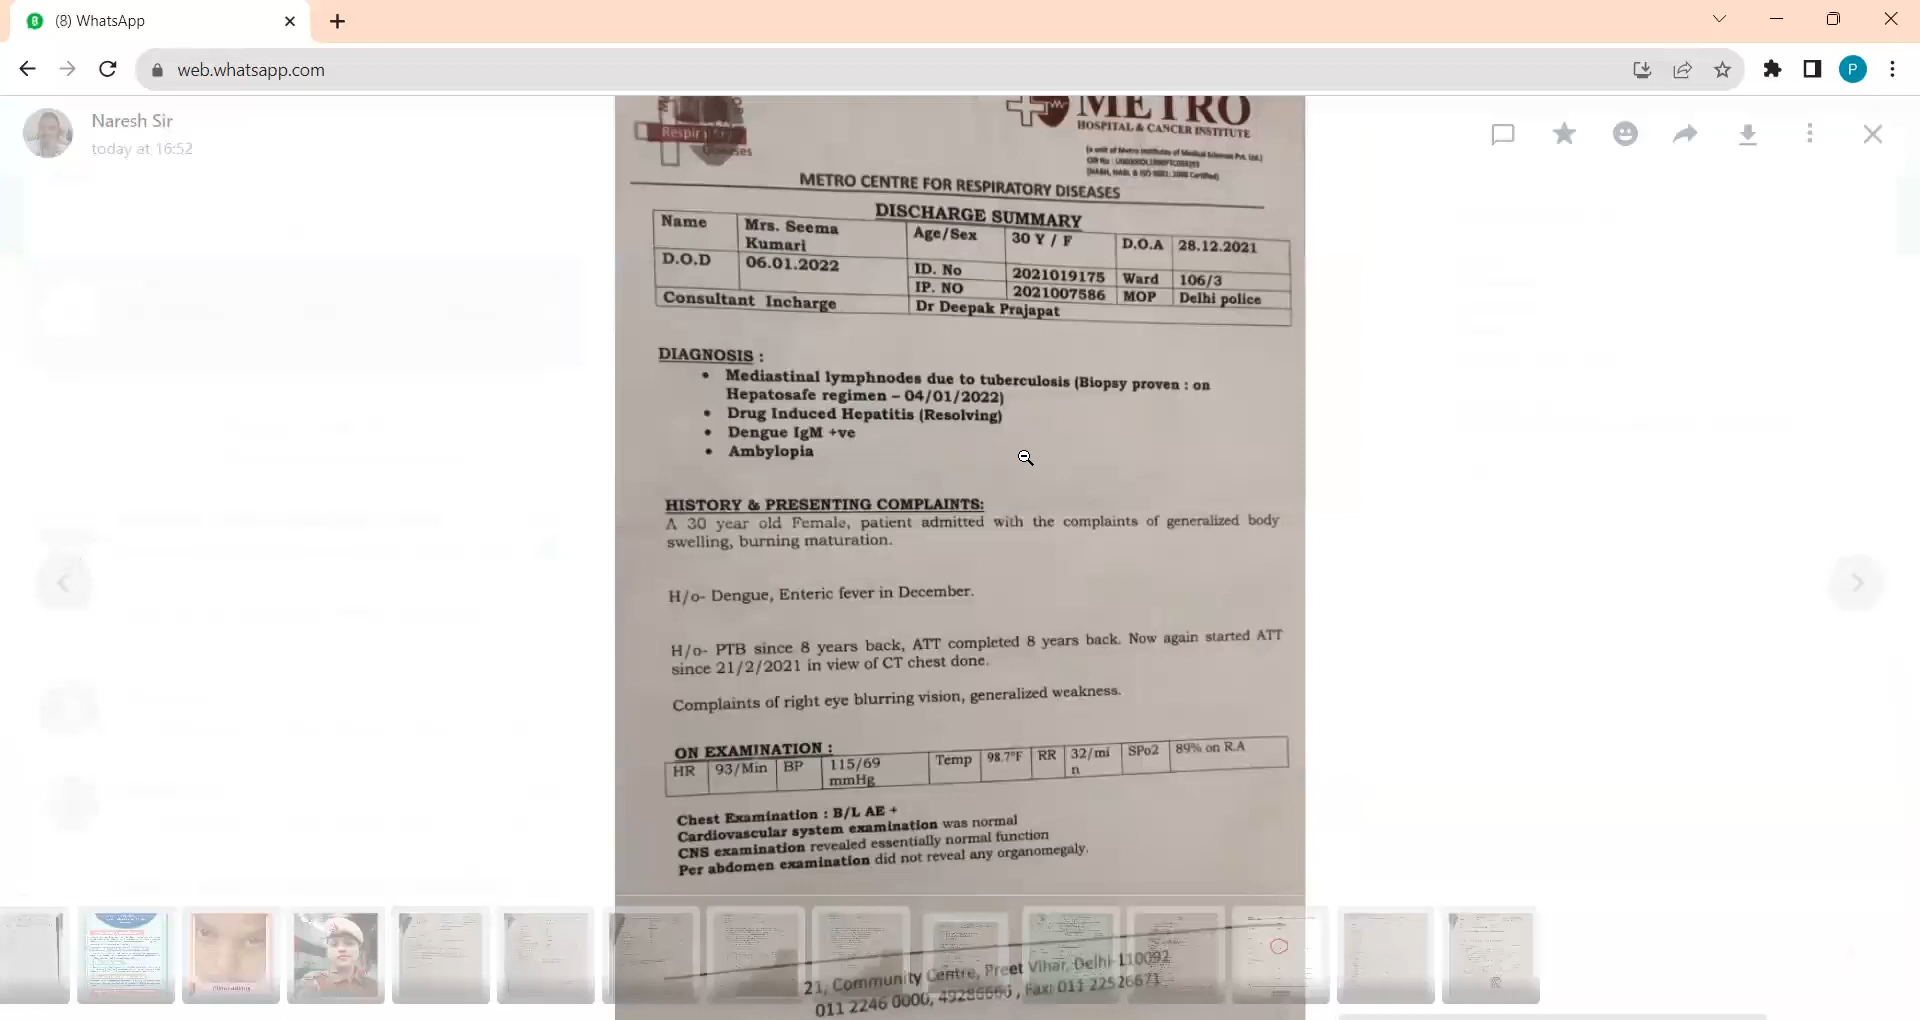 (8) WhatsApp
web.whatsapp.com
P
Naresh Sir
today at 16:52
METRO
HOSPITAL & CANCER INSTITUTE
METRO CENTRE FOR RESPIRATORY DISEASES
DISCHARGE SUMMARY
Name Mrs. Seema Kumari Age/Sex 30 Y / F D.O.A 28.12.2021
D.O.D 06.01.2022 ID. No 2021019175 Ward 106/3
IP. NO 2021007586 MOP Delhi police
Consultant Incharge Dr Deepak Prajapat
DIAGNOSIS :
• Mediastinal lymphnodes due to tuberculosis (Biopsy proven : on
Hepatosafe regimen – 04/01/2022)
• Drug Induced Hepatitis (Resolving)
• Dengue IgM +ve
• Ambylopia
HISTORY & PRESENTING COMPLAINTS:
A 30 year old Female, patient admitted with the complaints of generalized body
swelling, burning maturation.
H/o- Dengue, Enteric fever in December.
H/o- PTB since 8 years back, ATT completed 8 years back. Now again started ATT
since 21/2/2021 in view of CT chest done.
Complaints of right eye blurring vision, generalized weakness.
ON EXAMINATION :
HR 93/Min BP 115/69 mmHg Temp 98.7°F RR 32/min SPo2 89% on R.A
Chest Examination : B/L AE +
Cardiovascular system examination was normal
CNS examination revealed essentially normal function
Per abdomen examination did not reveal any organomegaly.
21, Community Centre, Preet Vihar, Delhi-110092
011 2246 0000, 49286666 , Fax: 011 22526671